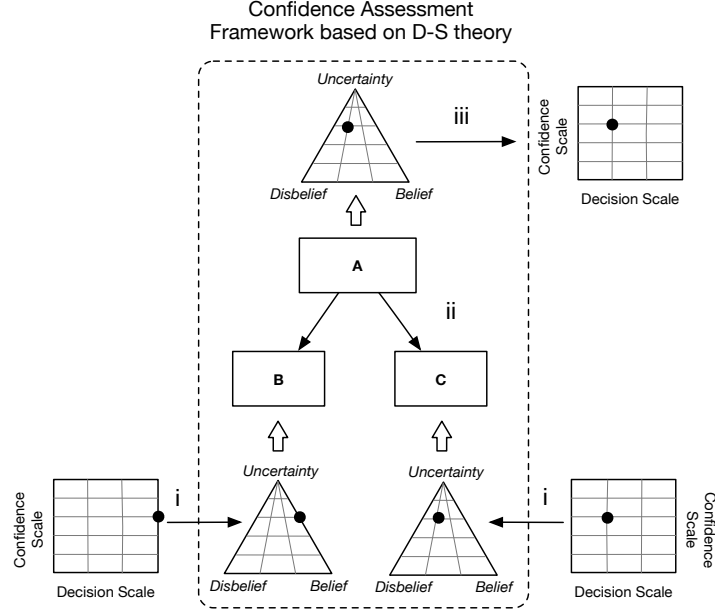 Confidence Assessment
Framework based on D-S theory
Uncertainty
Disbelief
Belief
iii
Confidence
Scale
Decision Scale
A
ii
B
C
Confidence
Scale
Decision Scale
i
Uncertainty
Disbelief
Belief
Uncertainty
Disbelief
Belief
i
Confidence
Scale
Decision Scale